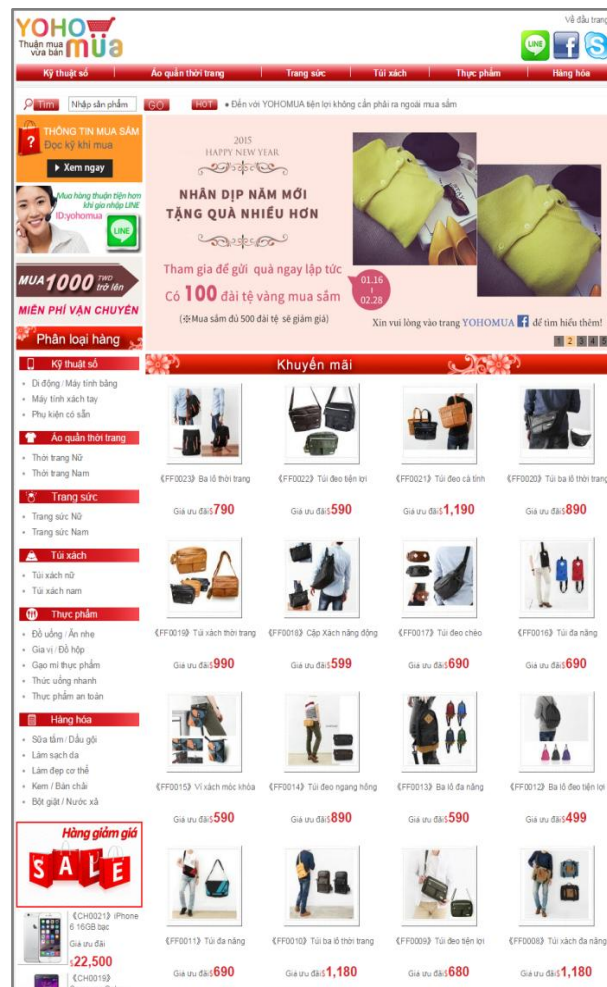 YOHO
mua
Thuận mua
vừa bán
Về đầu trang
LINE
Kỹ thuật số
Áo quần thời trang
Trang sức
Túi xách
Thực phẩm
Hàng hóa
Tìm
Nhập sản phẩm
GO
HOT
• Đến với YOHOMUA tiện lợi không cần phải ra ngoài mua sắm
THÔNG TIN MUA SẮM
Đọc kỹ khi mua
Xem ngay
Mua hàng thuận tiện hơn
khi gia nhập LINE
ID:yohomua
LINE
MUA 1000 TWD trở lên
MIỄN PHÍ VẬN CHUYỂN
2015
HAPPY NEW YEAR
NHÂN DỊP NĂM MỚI
TẶNG QUÀ NHIỀU HƠN
Tham gia để gửi quà ngay lập tức
Có 100 đài tệ vàng mua sắm
(※Mua sắm đủ 500 đài tệ sẽ giảm giá)
01.16
02.28
Xin vui lòng vào trang YOHOMUA f để tìm hiểu thêm!
1 2 3 4 5
Phân loại hàng
Kỹ thuật số
Di động / Máy tính bảng
Máy tính xách tay
Phụ kiện có sẵn
Áo quần thời trang
Thời trang Nữ
Thời trang Nam
Trang sức
Trang sức Nữ
Trang sức Nam
Túi xách
Túi xách nữ
Túi xách nam
Thực phẩm
Đồ uống / Ăn nhẹ
Gia vị / Đồ hộp
Gạo mì thực phẩm
Thức uống nhanh
Thực phẩm an toàn
Hàng hóa
Sữa tắm / Dầu gội
Làm sạch da
Làm đẹp cơ thể
Kem / Bàn chải
Bột giặt / Nước xả
Hàng giảm giá
SALE
《CH0021》iPhone
6 16GB bạc
Giá ưu đãi
$22,500
《CH0019》
Khuyến mãi
《FF0023》Ba lô thời trang
《FF0022》Túi đeo tiện lợi
《FF0021》Túi đeo cá tính
《FF0020》Túi ba lô thời trang
Giá ưu đãi$790
Giá ưu đãi$590
Giá ưu đãi$1,190
Giá ưu đãi$890
《FF0019》Túi xách thời trang
《FF0018》Cặp Xách năng động
《FF0017》Túi đeo chéo
《FF0016》Túi đa năng
Giá ưu đãi$990
Giá ưu đãi$599
Giá ưu đãi$690
Giá ưu đãi$690
《FF0015》Ví xách móc khóa
《FF0014》Túi đeo ngang hông
《FF0013》Ba lô đa năng
《FF0012》Ba lô đeo tiện lợi
Giá ưu đãi$590
Giá ưu đãi$890
Giá ưu đãi$590
Giá ưu đãi$499
《FF0011》Túi đa năng
《FF0010》Túi ba lô thời trang
《FF0009》Túi đeo tiện lợi
《FF0008》Túi xách đa năng
Giá ưu đãi$690
Giá ưu đãi$1,180
Giá ưu đãi$680
Giá ưu đãi$1,180